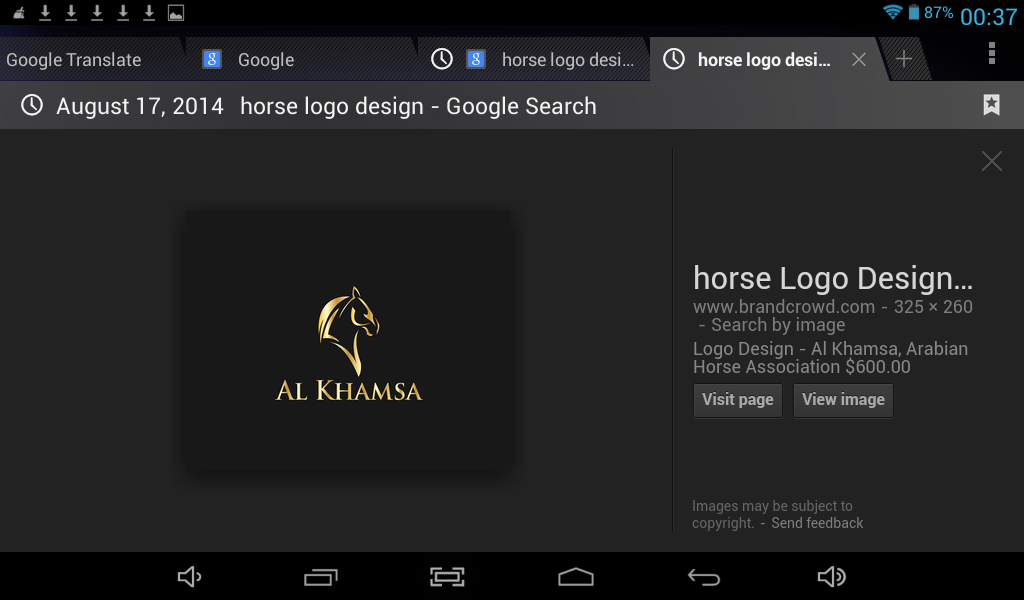 87% 00:37
Google Translate
Google
horse logo desi...
horse logo desi...
August 17, 2014 horse logo design - Google Search
AL KHAMSA
horse Logo Design...
www.brandcrowd.com - 325 × 260
- Search by image
Logo Design - Al Khamsa, Arabian
Horse Association $600.00
Visit page
View image
Images may be subject to
copyright. - Send feedback